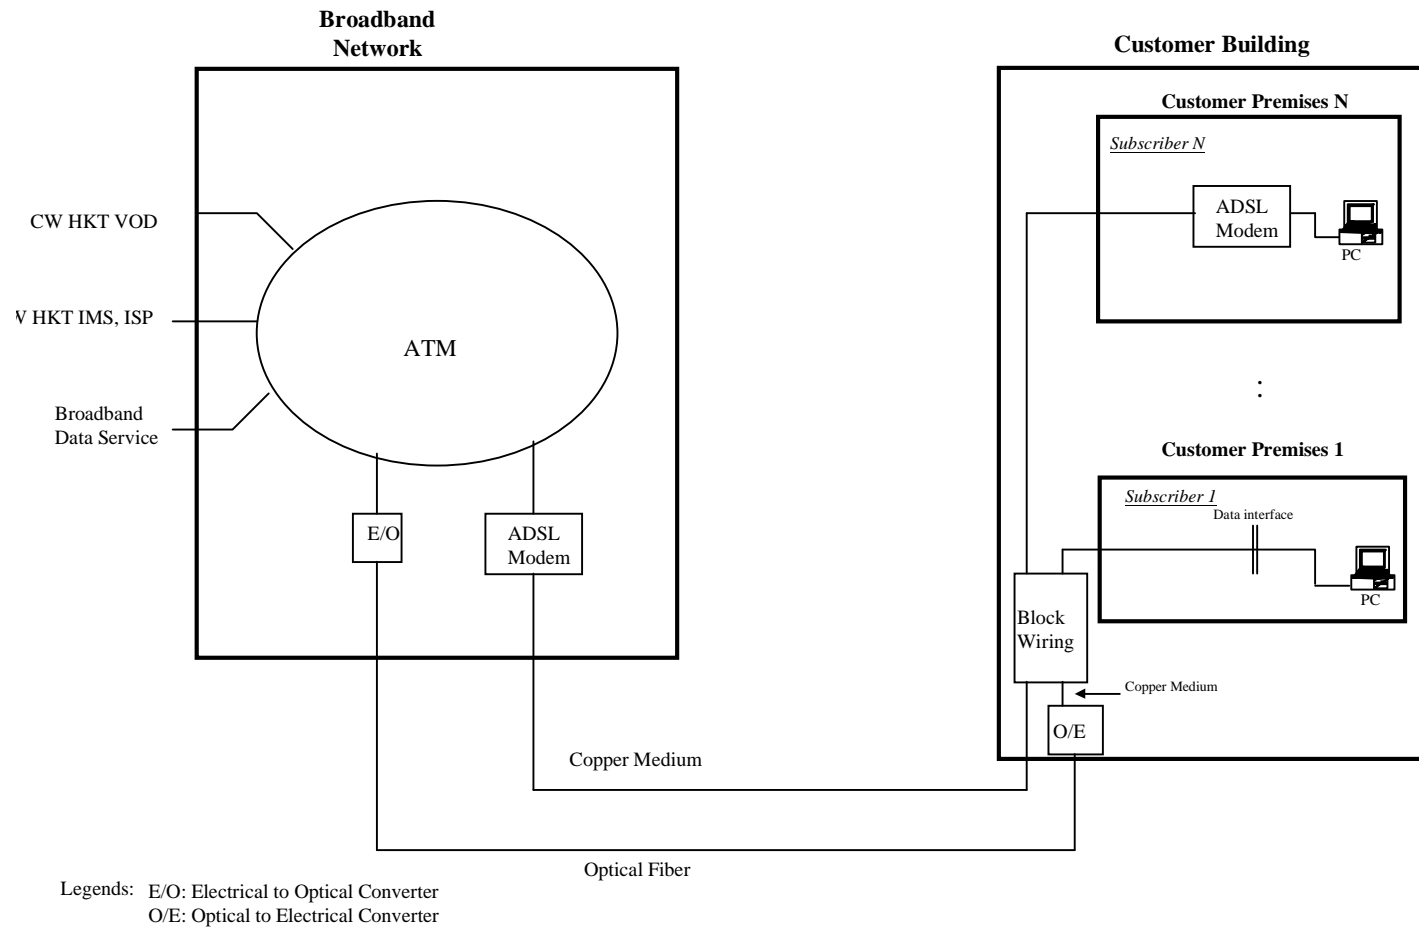 Broadband
Network
Customer Building
Customer Premises N
Subscriber N
ADSL
Modem
PC
CW HKT VOD
HKT IMS, ISP
ATM
Broadband
Data Service
:
Customer Premises 1
Subscriber 1
Data interface
E/O
ADSL
Modem
PC
Block
Wiring
Copper Medium
O/E
Copper Medium
Optical Fiber
Legends: E/O: Electrical to Optical Converter
O/E: Optical to Electrical Converter